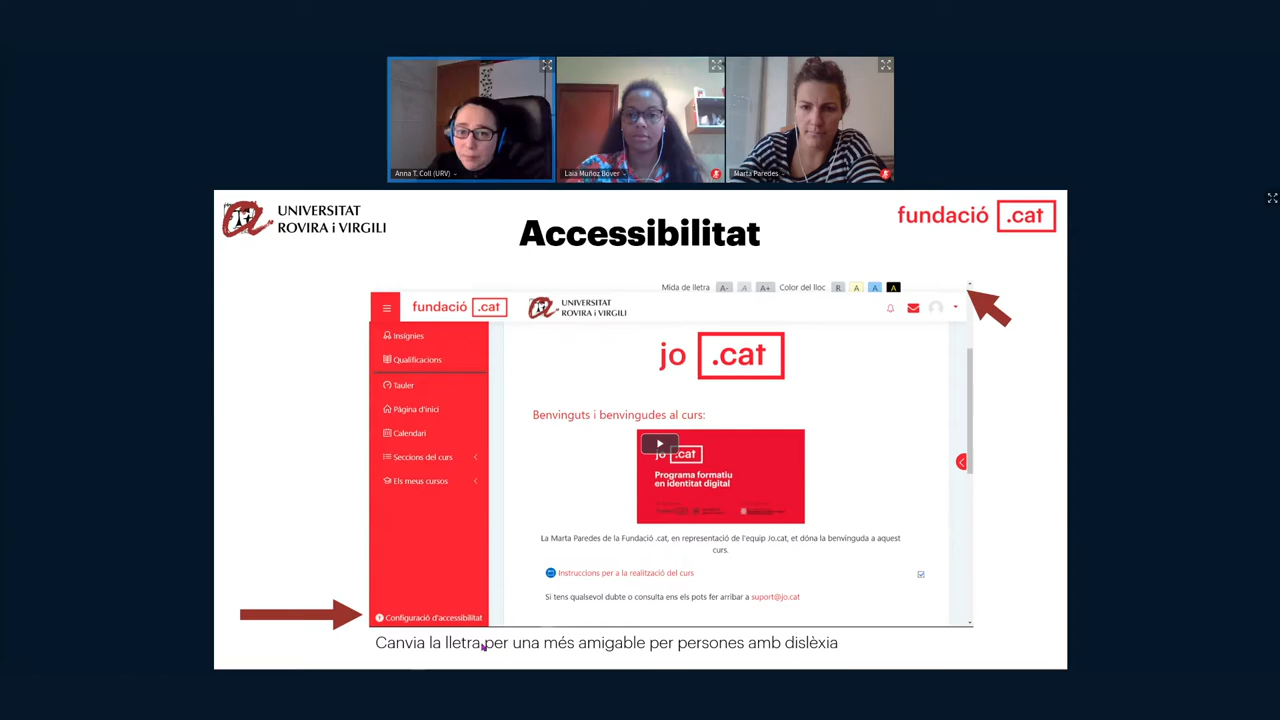 Anna T. Coll (URV)
Laia Muñoz Bover
Marta Paredes
UNIVERSITAT
ROVIRA i VIRGILI
Accessibilitat
fundació .cat
Mida de lletra A- A A+ Color del lloc R A A A
fundació .cat
UNIVERSITAT
ROVIRA i VIRGILI
Insígnies
Qualificacions
Tauler
Pàgina d'inici
Calendari
Seccions del curs
Els meus cursos
Configuració d'accessibilitat
jo .cat
Benvinguts i benvingudes al curs:
jo .cat
Programa formatiu
en identitat digital
La Marta Paredes de la Fundació .cat, en representació de l'equip Jo.cat, et dóna la benvinguda a aquest
curs.
Instruccions per a la realització del curs
Si tens qualsevol dubte o consulta ens els pots fer arribar a suport@jo.cat
Canvia la lletra per una més amigable per persones amb dislèxia